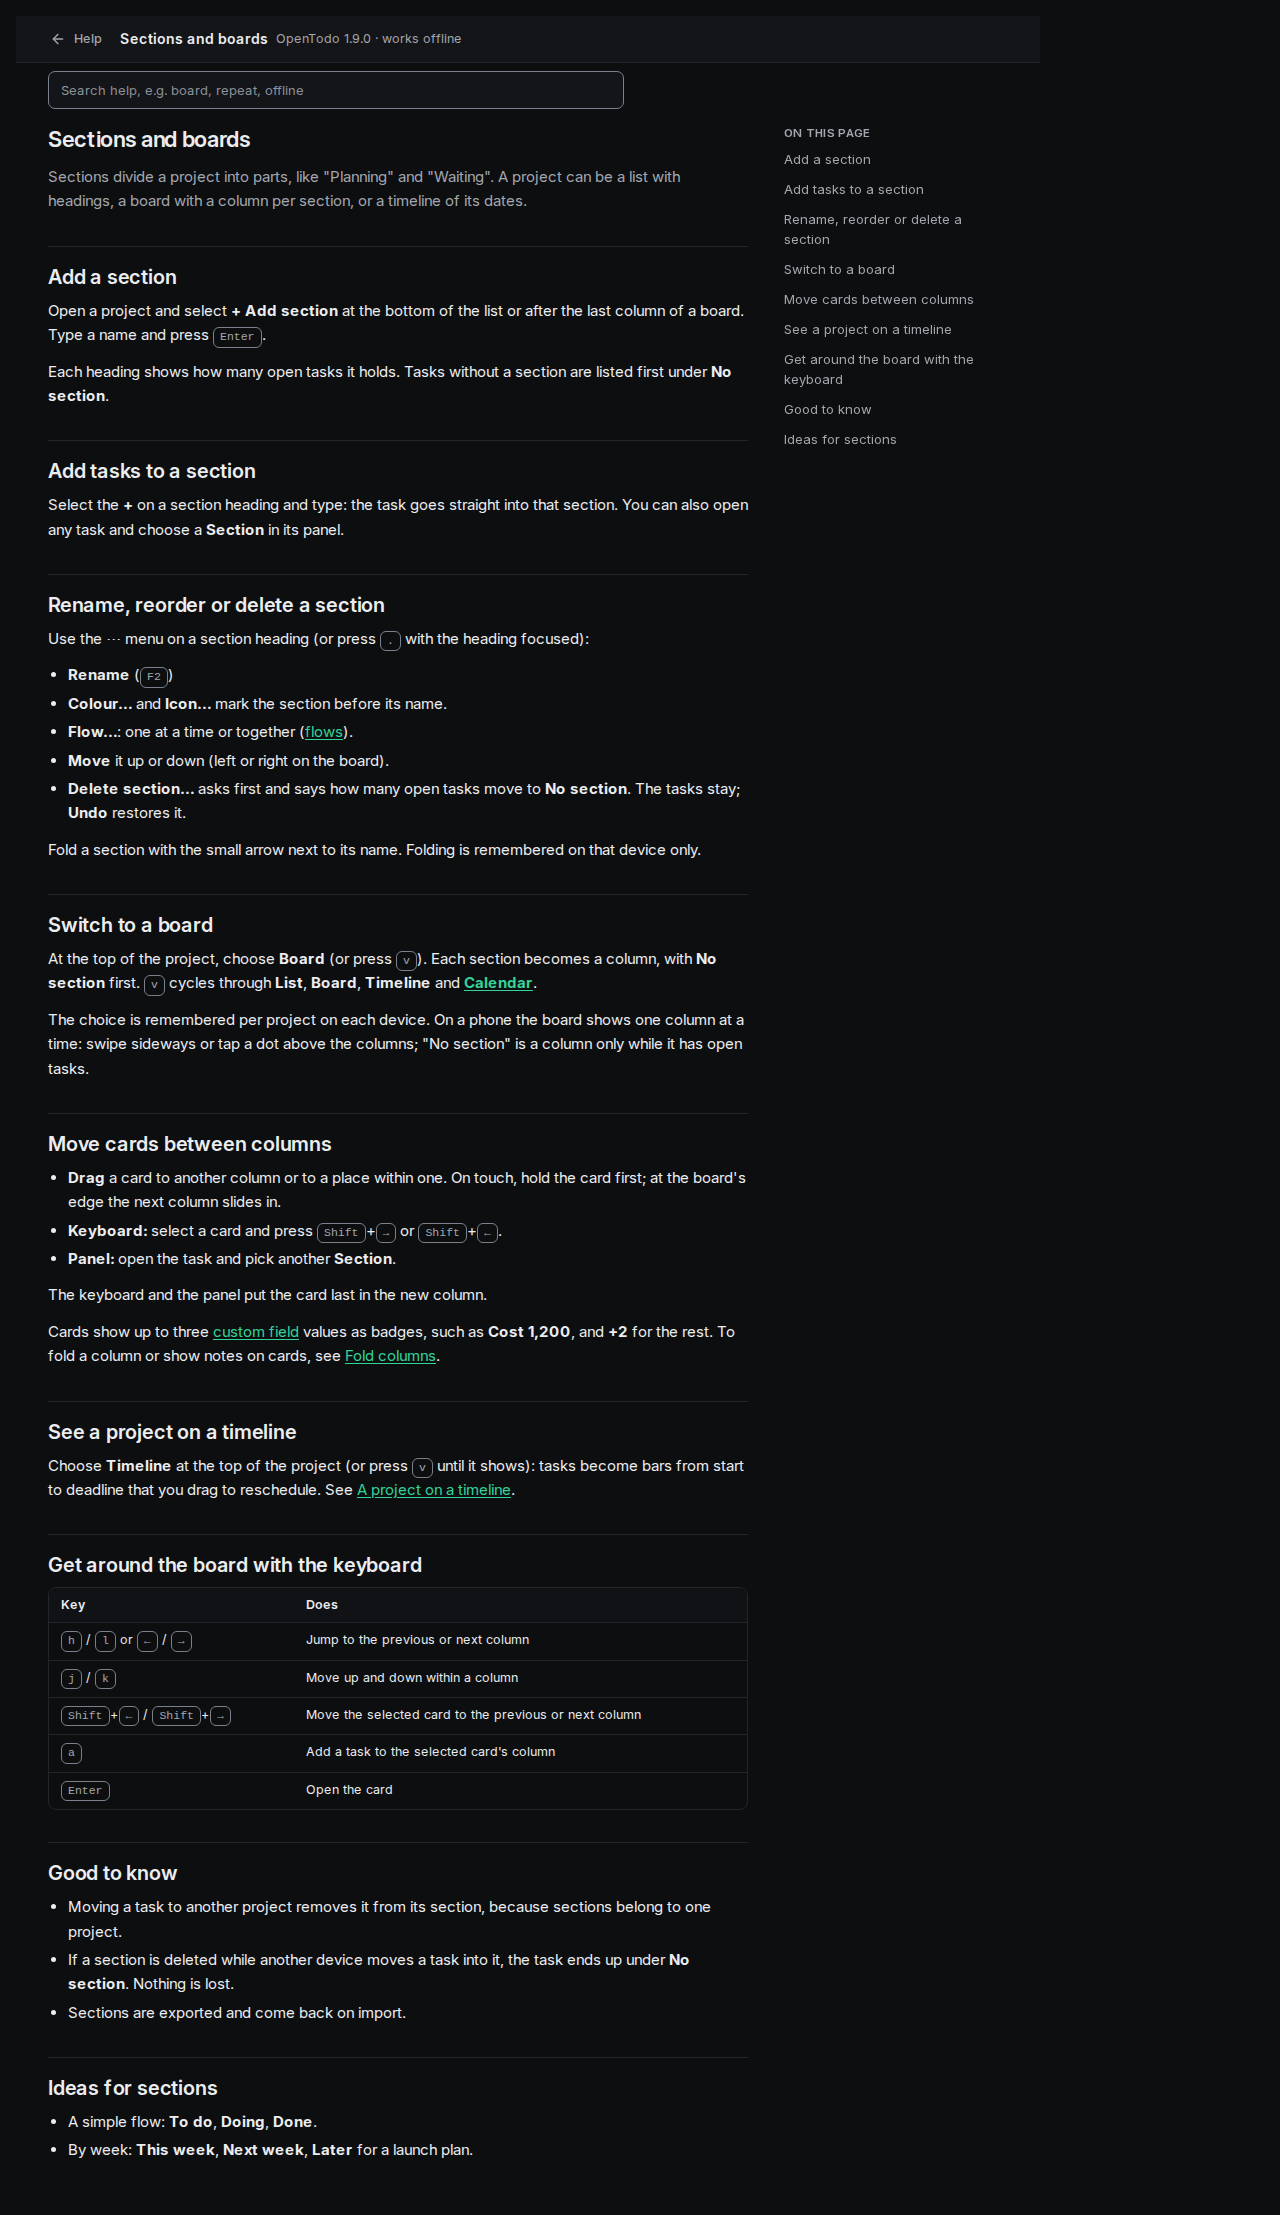 ← Help Sections and boards OpenTodo 1.9.0 · works offline
Search help, e.g. board, repeat, offline
Sections and boards
Sections divide a project into parts, like "Planning" and "Waiting". A project can be a list with
headings, a board with a column per section, or a timeline of its dates.
Add a section
Open a project and select + Add section at the bottom of the list or after the last column of a board.
Type a name and press Enter.
Each heading shows how many open tasks it holds. Tasks without a section are listed first under No
section.
Add tasks to a section
Select the + on a section heading and type: the task goes straight into that section. You can also open
any task and choose a Section in its panel.
Rename, reorder or delete a section
Use the ⋯ menu on a section heading (or press . with the heading focused):
• Rename (F2)
• Colour… and Icon… mark the section before its name.
• Flow…: one at a time or together (flows).
• Move it up or down (left or right on the board).
• Delete section… asks first and says how many open tasks move to No section. The tasks stay;
Undo restores it.
Fold a section with the small arrow next to its name. Folding is remembered on that device only.
Switch to a board
At the top of the project, choose Board (or press v). Each section becomes a column, with No
section first. v cycles through List, Board, Timeline and Calendar.
The choice is remembered per project on each device. On a phone the board shows one column at a
time: swipe sideways or tap a dot above the columns; "No section" is a column only while it has open
tasks.
Move cards between columns
• Drag a card to another column or to a place within one. On touch, hold the card first; at the board's
edge the next column slides in.
• Keyboard: select a card and press Shift+→ or Shift+←.
• Panel: open the task and pick another Section.
The keyboard and the panel put the card last in the new column.
Cards show up to three custom field values as badges, such as Cost 1,200, and +2 for the rest. To
fold a column or show notes on cards, see Fold columns.
See a project on a timeline
Choose Timeline at the top of the project (or press v until it shows): tasks become bars from start
to deadline that you drag to reschedule. See A project on a timeline.
Get around the board with the keyboard
Key Does
h / l or ← / → Jump to the previous or next column
j / k Move up and down within a column
Shift+← / Shift+→ Move the selected card to the previous or next column
a Add a task to the selected card's column
Enter Open the card
Good to know
• Moving a task to another project removes it from its section, because sections belong to one
project.
• If a section is deleted while another device moves a task into it, the task ends up under No
section. Nothing is lost.
• Sections are exported and come back on import.
Ideas for sections
• A simple flow: To do, Doing, Done.
• By week: This week, Next week, Later for a launch plan.
ON THIS PAGE
Add a section
Add tasks to a section
Rename, reorder or delete a
section
Switch to a board
Move cards between columns
See a project on a timeline
Get around the board with the
keyboard
Good to know
Ideas for sections